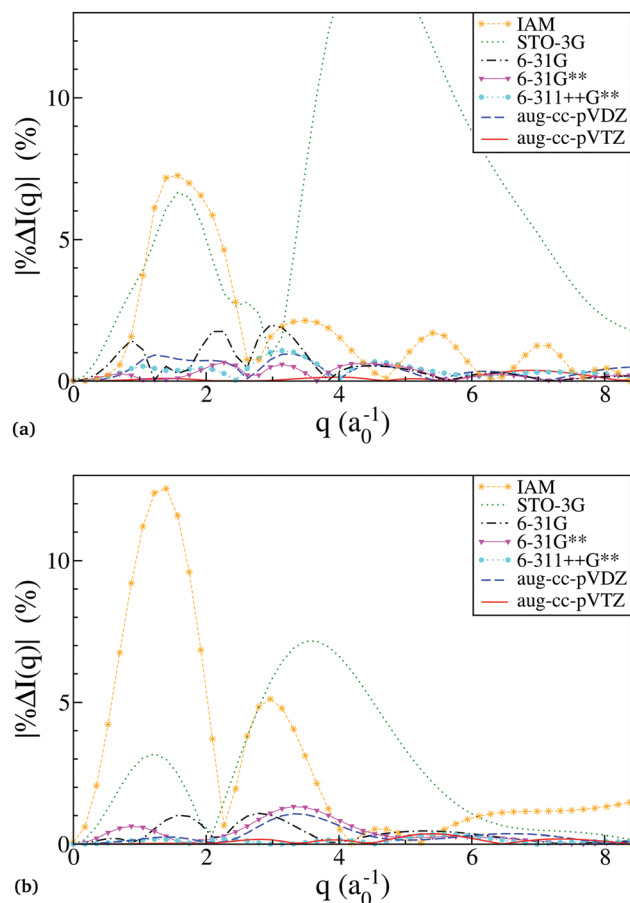 IAM
STO-3G
6-31G
6-31G**
6-311++G**
aug-cc-pVDZ
aug-cc-pVTZ
|%ΔI(q)| (%)
10
5
0
0 2 4 6 8
q (a₀⁻¹)
(a)
IAM
STO-3G
6-31G
6-31G**
6-311++G**
aug-cc-pVDZ
aug-cc-pVTZ
|%ΔI(q)| (%)
10
5
0
0 2 4 6 8
q (a₀⁻¹)
(b)